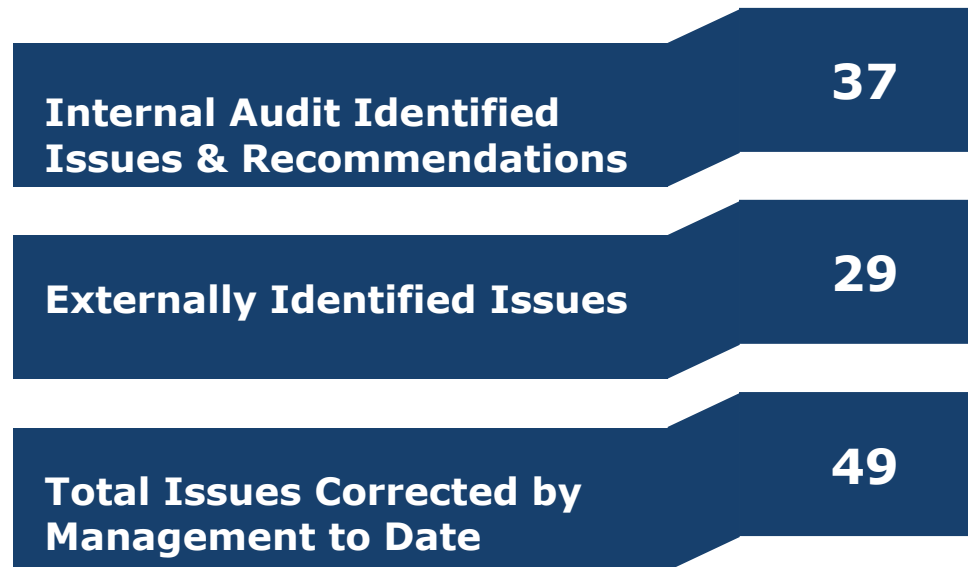 37
Internal Audit Identified
Issues & Recommendations
29
Externally Identified Issues
49
Total Issues Corrected by
Management to Date